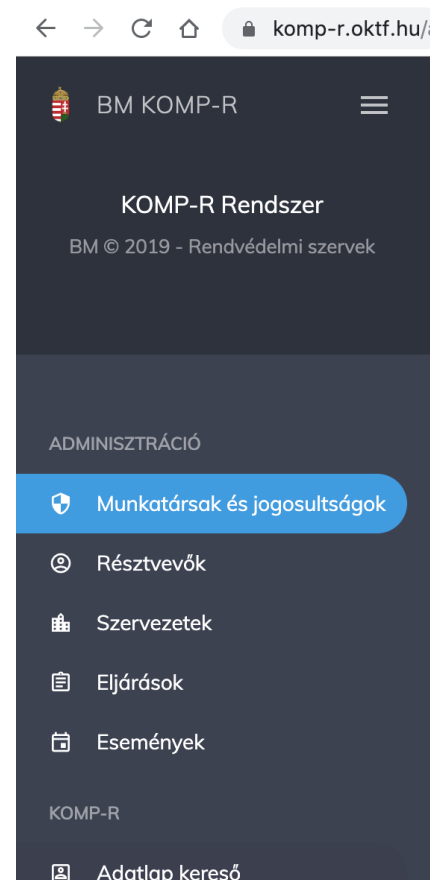 komp-r.oktf.hu/
BM KOMP-R
KOMP-R Rendszer
BM © 2019 - Rendvédelmi szervek
ADMINISZTRÁCIÓ
Munkatársak és jogosultságok
Résztvevők
Szervezetek
Eljárások
Események
KOMP-R
Adatlap kereső